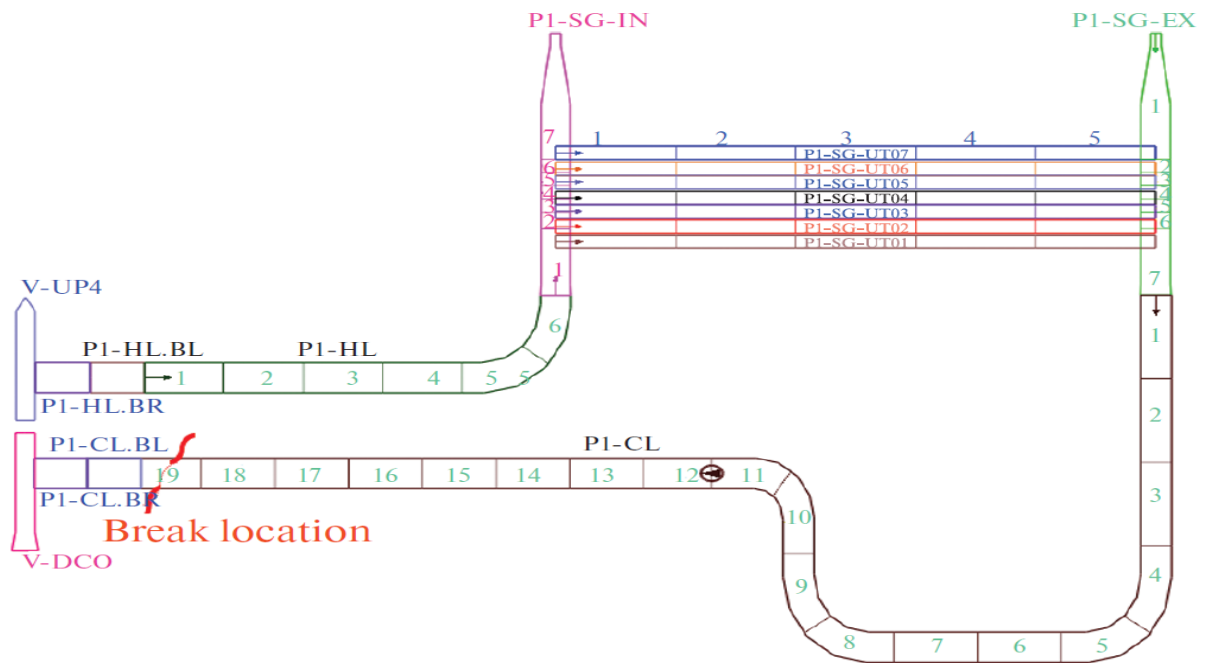 P1-SG-IN
P1-SG-EX
1
7
1
2
3
4
5
P1-SG-UT07
6
P1-SG-UT06
2
5
P1-SG-UT05
3
4
P1-SG-UT04
4
3
P1-SG-UT03
5
2
P1-SG-UT02
6
P1-SG-UT01
1
7
V-UP4
P1-HL.BL
P1-HL
6
1
1
2
3
4
5
5
P1-HL.BR
2
P1-CL.BL
P1-CL
19
18
17
16
15
14
13
12
11
3
P1-CL.BR
10
Break location
V-DCO
9
4
8
7
6
5